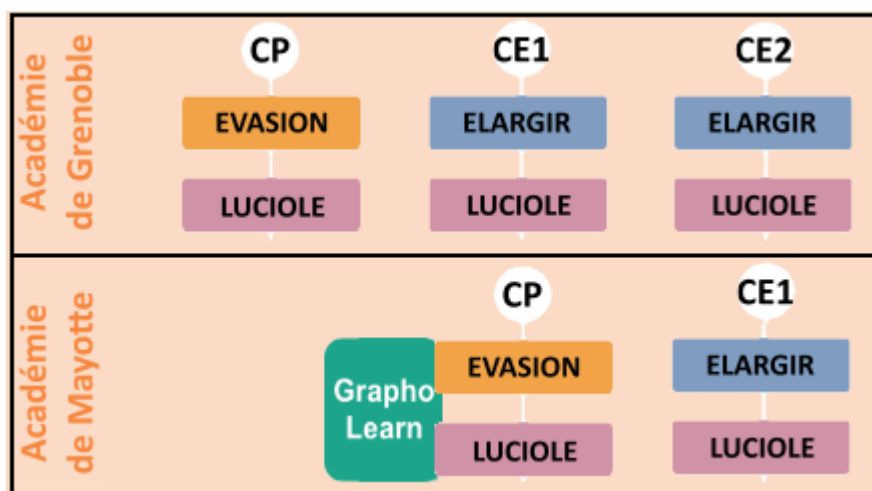 Académie
de Grenoble
CP
CE1
CE2
EVASION
ELARGIR
ELARGIR
LUCIOLE
LUCIOLE
LUCIOLE
Académie
de Mayotte
CP
CE1
Grapho
Learn
EVASION
ELARGIR
LUCIOLE
LUCIOLE